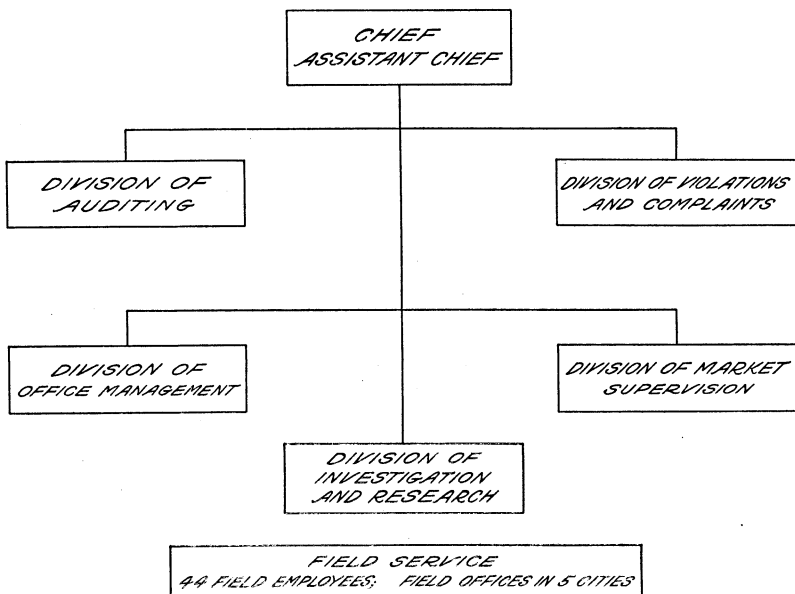 CHIEF
ASSISTANT CHIEF
DIVISION OF
AUDITING
DIVISION OF VIOLATIONS
AND COMPLAINTS
DIVISION OF
OFFICE MANAGEMENT
DIVISION OF MARKET
SUPERVISION
DIVISION OF
INVESTIGATION
AND RESEARCH
FIELD SERVICE
44 FIELD EMPLOYEES; FIELD OFFICES IN 5 CITIES